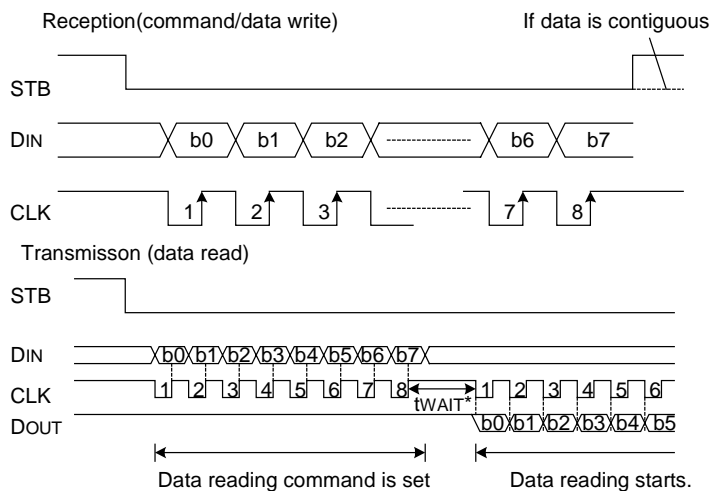 Reception(command/data write) If data is contiguous
STB
DIN b0 b1 b2 b6 b7
CLK 1 2 3 7 8
Transmisson (data read)
STB
DIN b0 b1 b2 b3 b4 b5 b6 b7
CLK 1 2 3 4 5 6 7 8 tWAIT* 1 2 3 4 5 6
DOUT b0 b1 b2 b3 b4 b5
Data reading command is set Data reading starts.